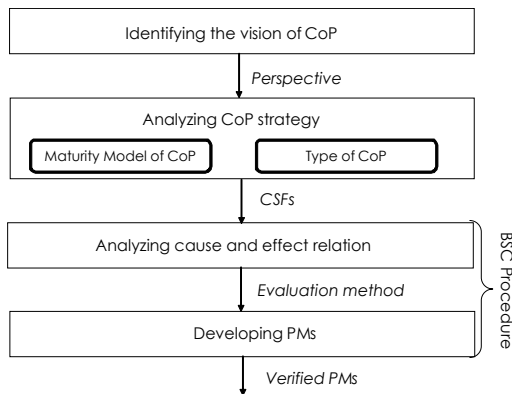 Identifying the vision of CoP
Perspective
Analyzing CoP strategy
Maturity Model of CoP
Type of CoP
CSFs
Analyzing cause and effect relation
Evaluation method
Developing PMs
Verified PMs
BSC Procedure